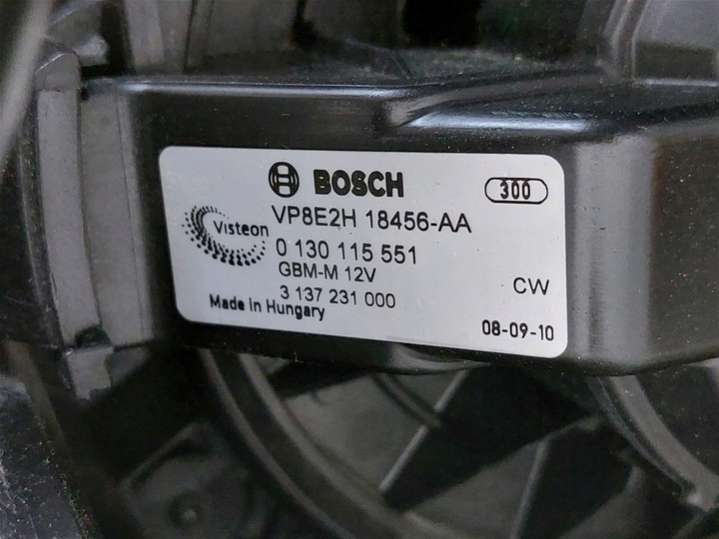 BOSCH
300
VP8E2H 18456-AA
Visteon
0 130 115 551
GBM-M 12V
CW
3 137 231 000
Made in Hungary
08-09-10